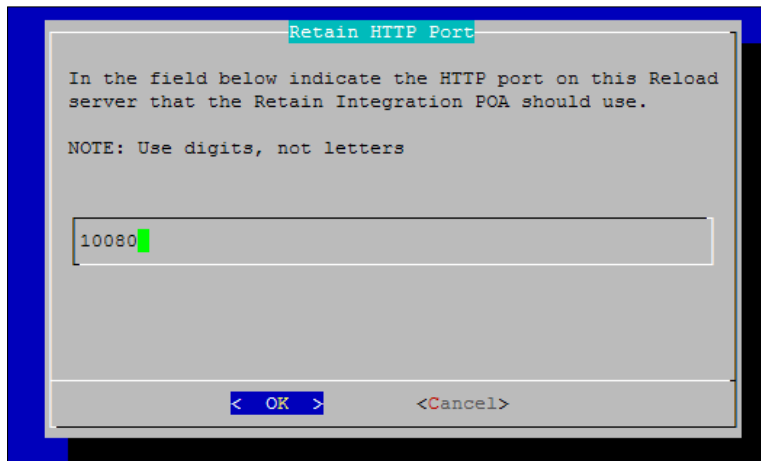 Retain HTTP Port
In the field below indicate the HTTP port on this Reload
server that the Retain Integration POA should use.
NOTE: Use digits, not letters
10080
< OK > <Cancel>